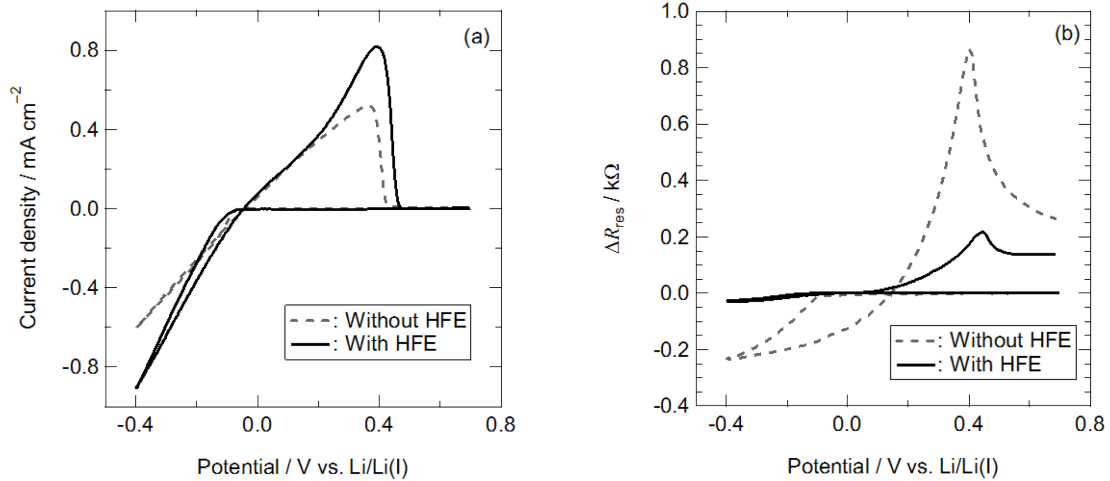 (a)
Current density / mA cm⁻²
0.8
0.4
0.0
-0.4
-0.8
: Without HFE
: With HFE
-0.4 0.0 0.4 0.8
Potential / V vs. Li/Li(I)
(b)
ΔRres / kΩ
1.0
0.8
0.6
0.4
0.2
0.0
-0.2
-0.4
: Without HFE
: With HFE
-0.4 0.0 0.4 0.8
Potential / V vs. Li/Li(I)